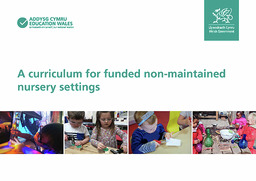 ADDYSG CYMRU
EDUCATION WALES
Llywodraeth Cymru
Welsh Government
A curriculum for funded non-maintained
nursery settings